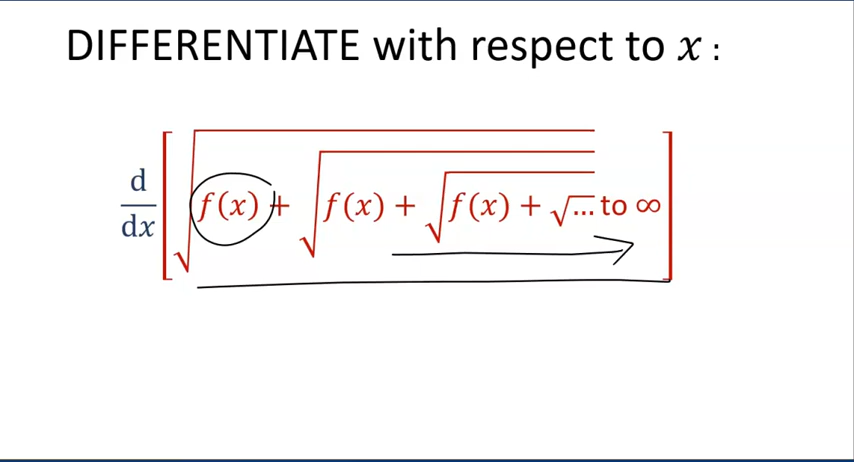 DIFFERENTIATE with respect to x :
d/dx [√(f(x) + √(f(x) + √(f(x) + √... to ∞)))]